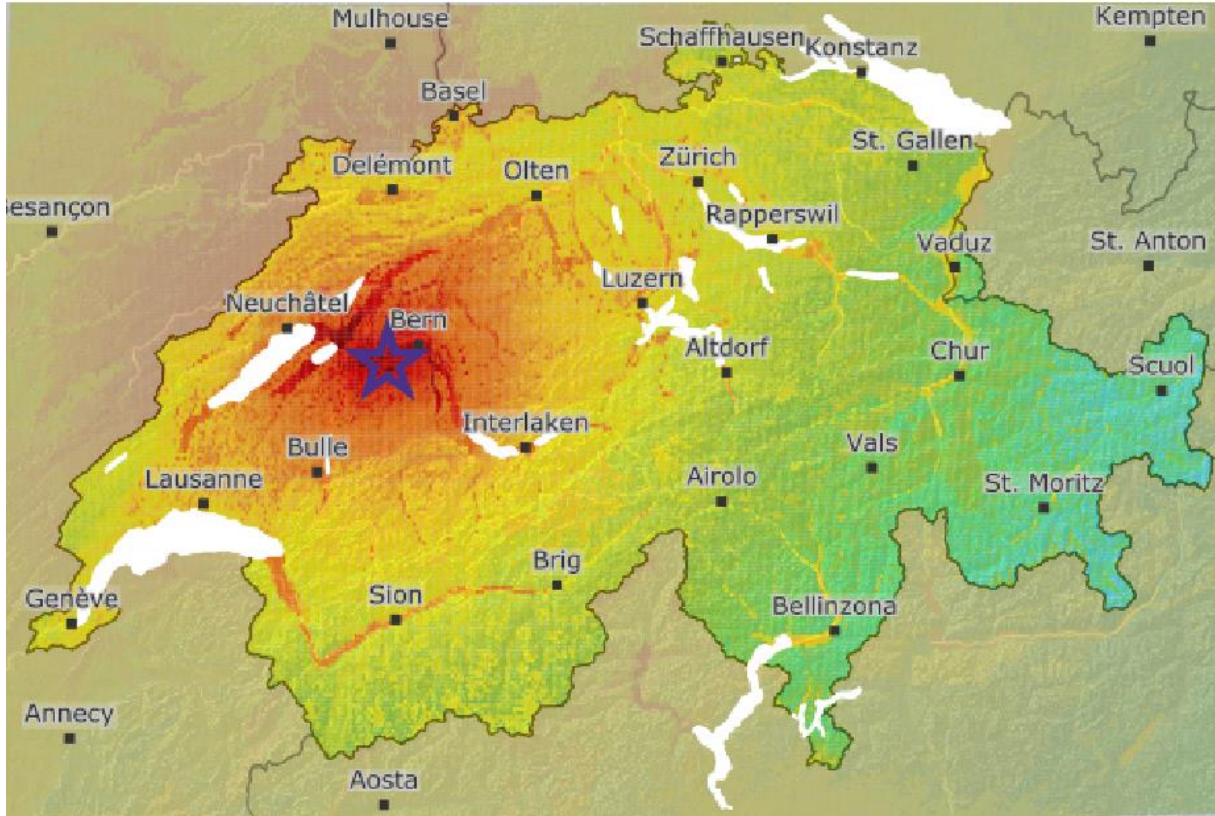 Mulhouse
Kempten
Schaffhausen
Konstanz
Basel
St. Gallen
Delémont
Olten
Zürich
esançon
Rapperswil
Vaduz
St. Anton
Luzern
Neuchâtel
Bern
Altdorf
Chur
Scuol
Interlaken
Bulle
Vals
Lausanne
Airolo
St. Moritz
Brig
Genève
Sion
Bellinzona
Annecy
Aosta